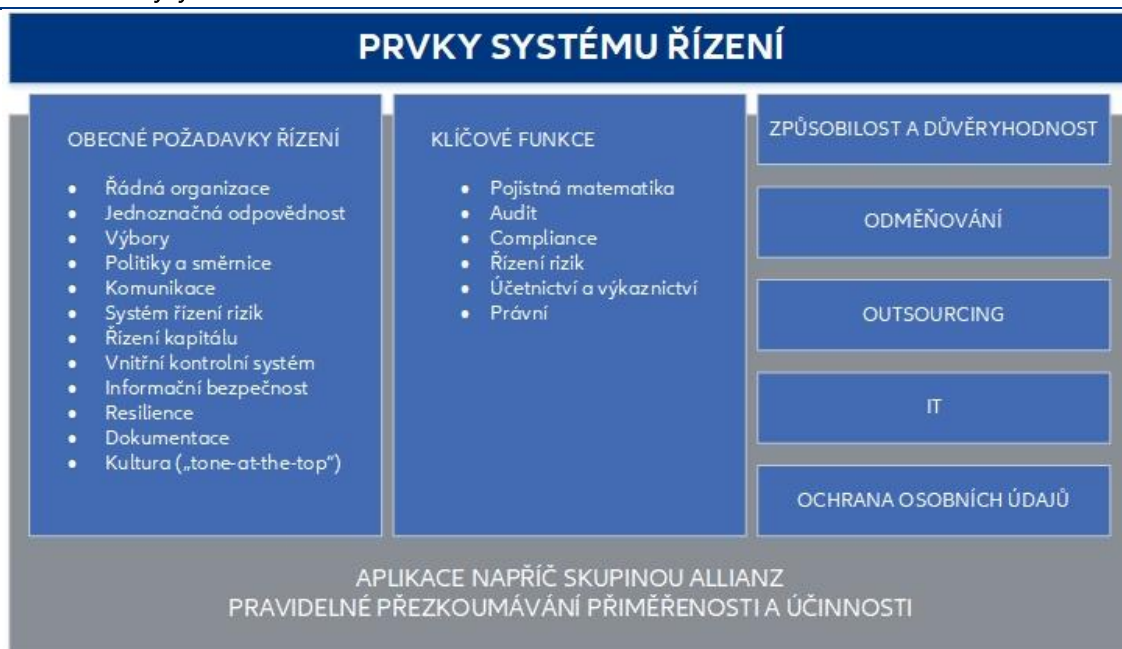 PRVKY SYSTÉMU ŘÍZENÍ
OBECNÉ POŽADAVKY ŘÍZENÍ
• Řádná organizace
• Jednoznačná odpovědnost
• Výbory
• Politiky a směrnice
• Komunikace
• Systém řízení rizik
• Řízení kapitálu
• Vnitřní kontrolní systém
• Informační bezpečnost
• Resilience
• Dokumentace
• Kultura („tone-at-the-top“)
KLÍČOVÉ FUNKCE
• Pojistná matematika
• Audit
• Compliance
• Řízení rizik
• Účetnictví a výkaznictví
• Právní
ZPŮSOBILOST A DŮVĚRYHODNOST
ODMĚŇOVÁNÍ
OUTSOURCING
IT
OCHRANA OSOBNÍCH ÚDAJŮ
APLIKACE NAPŘÍČ SKUPINOU ALLIANZ
PRAVIDELNÉ PŘEZKOUMÁVÁNÍ PŘIMĚŘENOSTI A ÚČINNOSTI